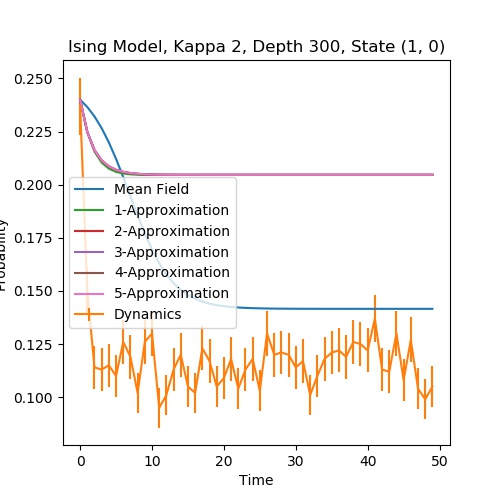 Ising Model, Kappa 2, Depth 300, State (1, 0)
0.250
0.225
0.200
0.175
0.150
0.125
0.100
Probability
Mean Field
1-Approximation
2-Approximation
3-Approximation
4-Approximation
5-Approximation
Dynamics
0 10 20 30 40 50
Time